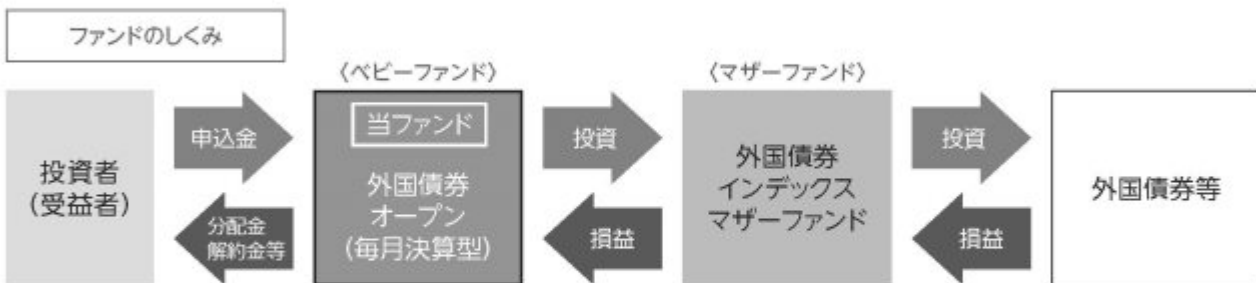 ファンドのしくみ
〈ベビーファンド〉
〈マザーファンド〉
投資者
(受益者)
申込金
分配金
解約金等
当ファンド
外国債券
オープン
(毎月決算型)
投資
損益
外国債券
インデックス
マザーファンド
投資
損益
外国債券等